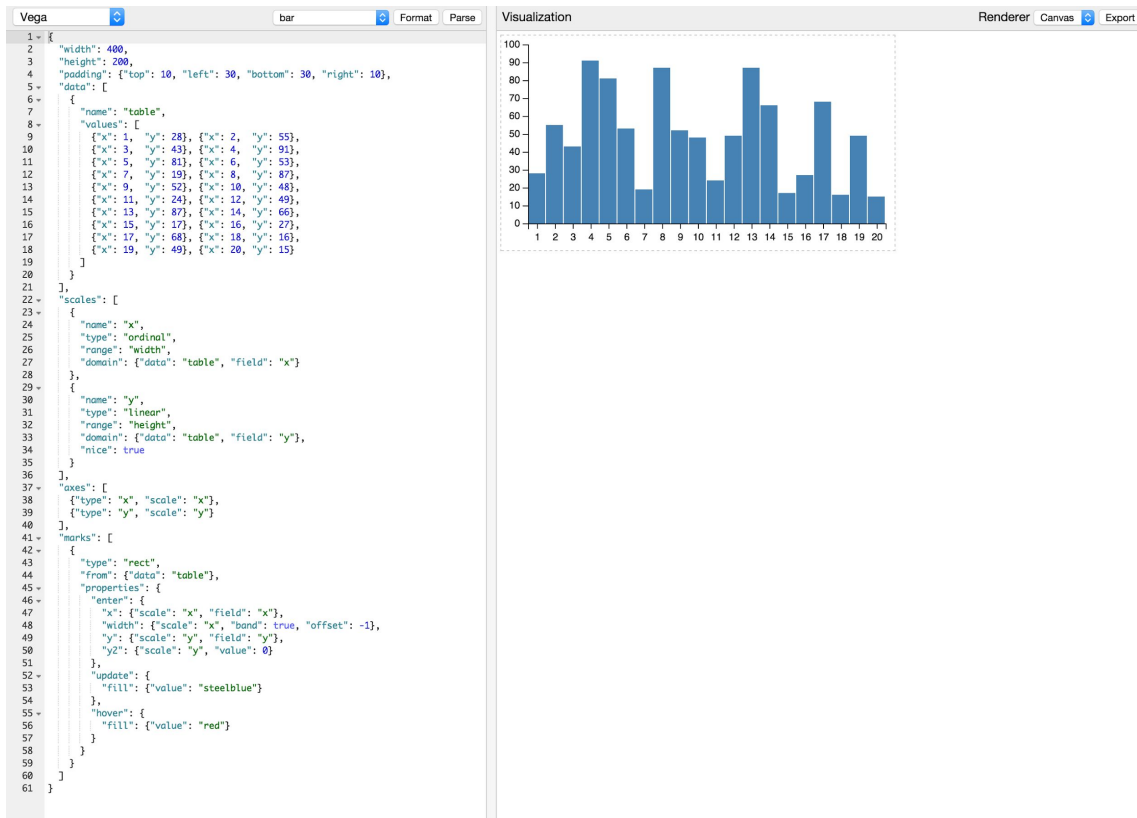 Vega bar Format Parse Visualization Renderer Canvas Export
1 {
2 "width": 400,
3 "height": 200,
4 "padding": {"top": 10, "left": 30, "bottom": 30, "right": 10},
5 "data": [
6 {
7 "name": "table",
8 "values": [
9 {"x": 1, "y": 28}, {"x": 2, "y": 55},
10 {"x": 3, "y": 43}, {"x": 4, "y": 91},
11 {"x": 5, "y": 81}, {"x": 6, "y": 53},
12 {"x": 7, "y": 19}, {"x": 8, "y": 87},
13 {"x": 9, "y": 52}, {"x": 10, "y": 48},
14 {"x": 11, "y": 24}, {"x": 12, "y": 49},
15 {"x": 13, "y": 87}, {"x": 14, "y": 66},
16 {"x": 15, "y": 17}, {"x": 16, "y": 27},
17 {"x": 17, "y": 68}, {"x": 18, "y": 16},
18 {"x": 19, "y": 49}, {"x": 20, "y": 15}
19 ]
20 }
21 ],
22 "scales": [
23 {
24 "name": "x",
25 "type": "ordinal",
26 "range": "width",
27 "domain": {"data": "table", "field": "x"}
28 },
29 {
30 "name": "y",
31 "type": "linear",
32 "range": "height",
33 "domain": {"data": "table", "field": "y"},
34 "nice": true
35 }
36 ],
37 "axes": [
38 {"type": "x", "scale": "x"},
39 {"type": "y", "scale": "y"}
40 ],
41 "marks": [
42 {
43 "type": "rect",
44 "from": {"data": "table"},
45 "properties": {
46 "enter": {
47 "x": {"scale": "x", "field": "x"},
48 "width": {"scale": "x", "band": true, "offset": -1},
49 "y": {"scale": "y", "field": "y"},
50 "y2": {"scale": "y", "value": 0}
51 },
52 "update": {
53 "fill": {"value": "steelblue"}
54 },
55 "hover": {
56 "fill": {"value": "red"}
57 }
58 }
59 }
60 ]
61 }
100
90
80
70
60
50
40
30
20
10
0
1 2 3 4 5 6 7 8 9 10 11 12 13 14 15 16 17 18 19 20